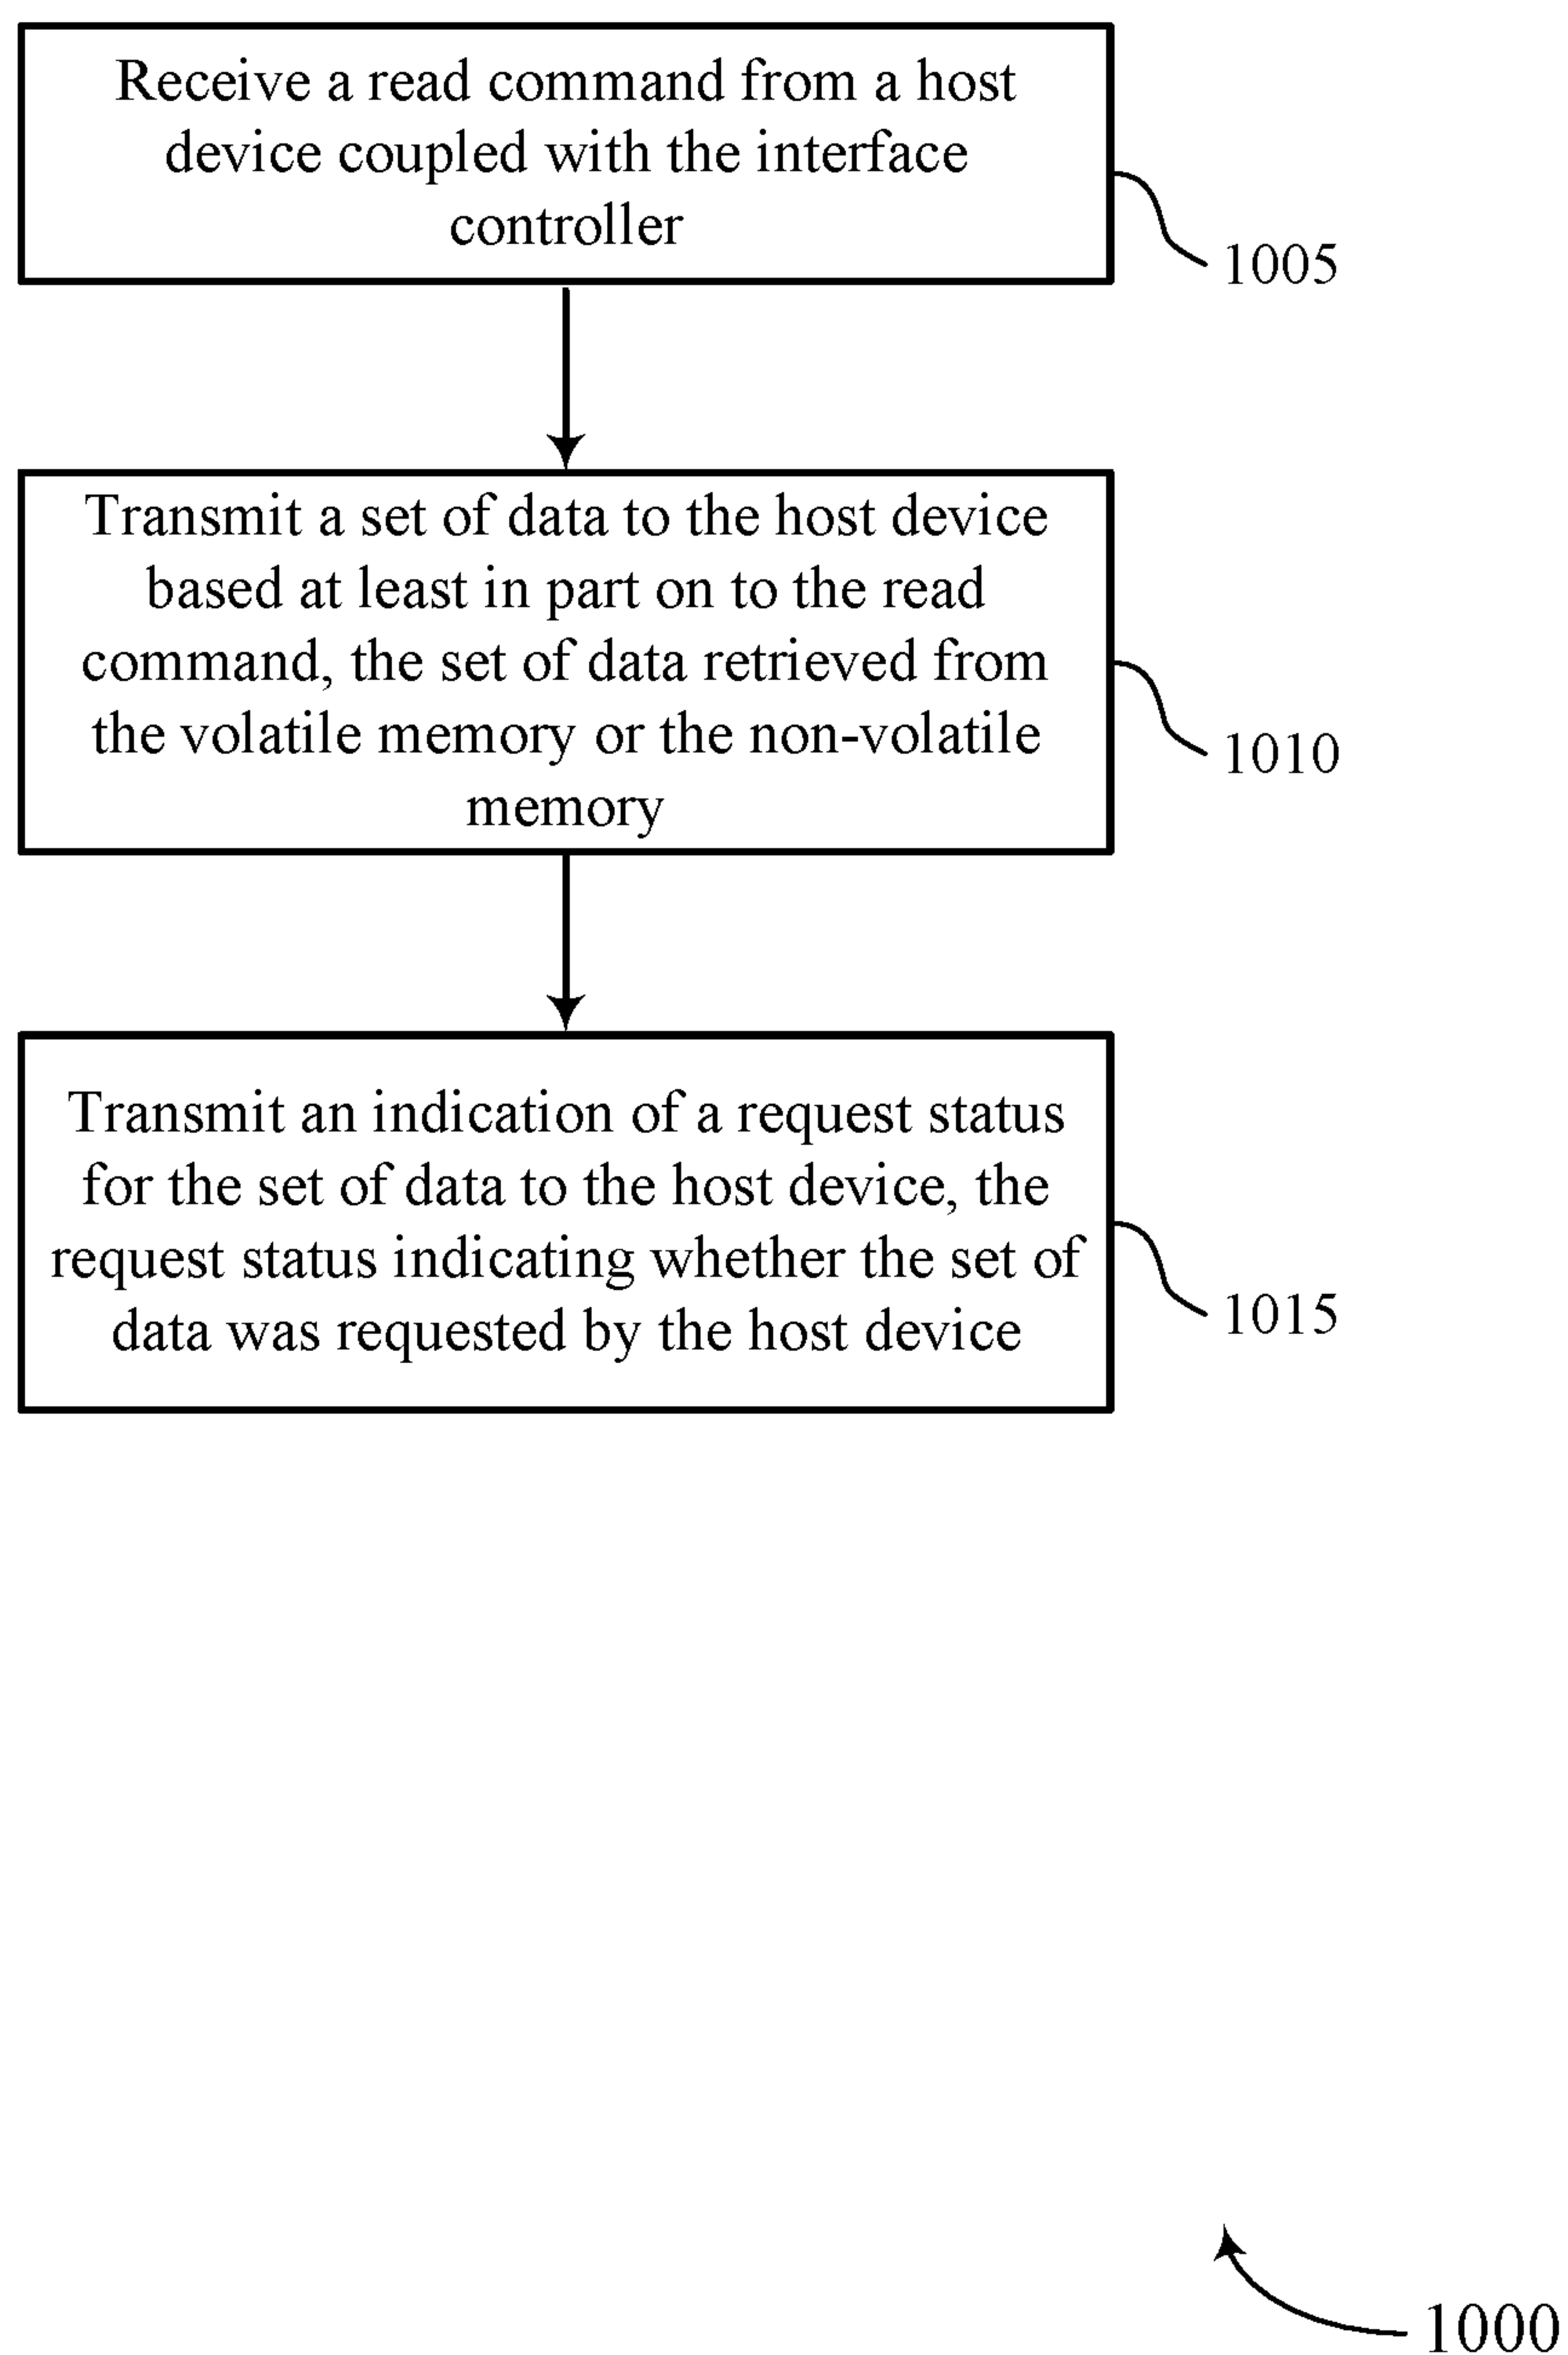 Receive a read command from a host
device coupled with the interface
controller
1005
Transmit a set of data to the host device
based at least in part on to the read
command, the set of data retrieved from
the volatile memory or the non-volatile
memory
1010
Transmit an indication of a request status
for the set of data to the host device, the
request status indicating whether the set of
data was requested by the host device
1015
1000